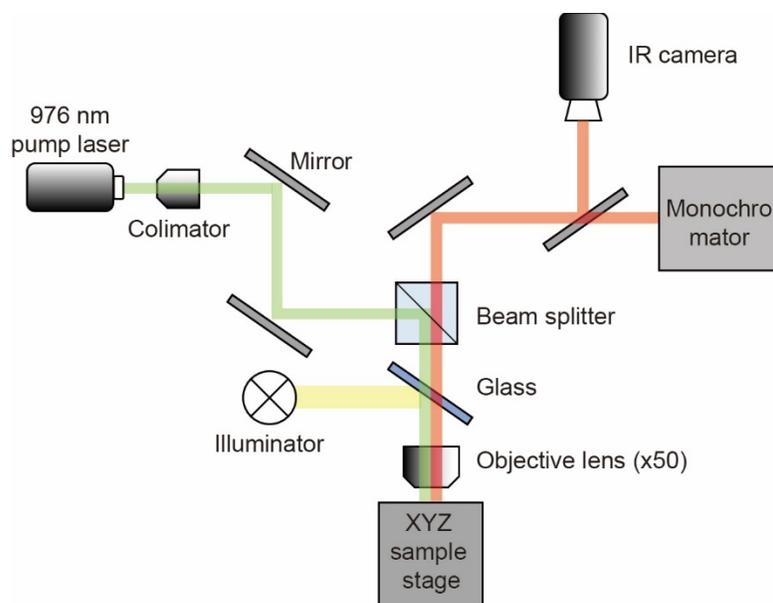 IR camera
976 nm
pump laser
Mirror
Colimator
Monochro
mator
Beam splitter
Glass
Illuminator
Objective lens (x50)
XYZ
sample
stage